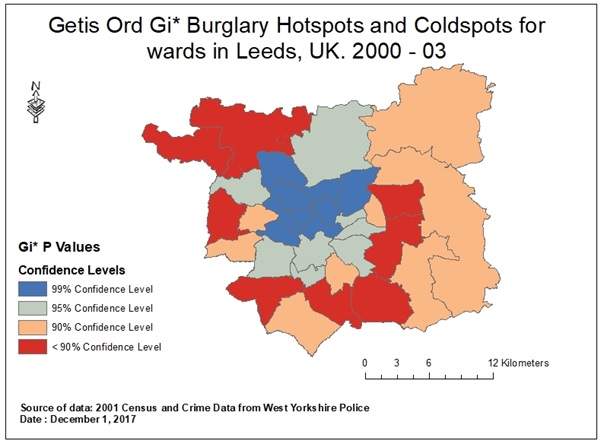 Getis Ord Gi* Burglary Hotspots and Coldspots for
wards in Leeds, UK. 2000 - 03
N
Gi* P Values
Confidence Levels
99% Confidence Level
95% Confidence Level
90% Confidence Level
< 90% Confidence Level
0 3 6 12 Kilometers
Source of data: 2001 Census and Crime Data from West Yorkshire Police
Date : December 1, 2017